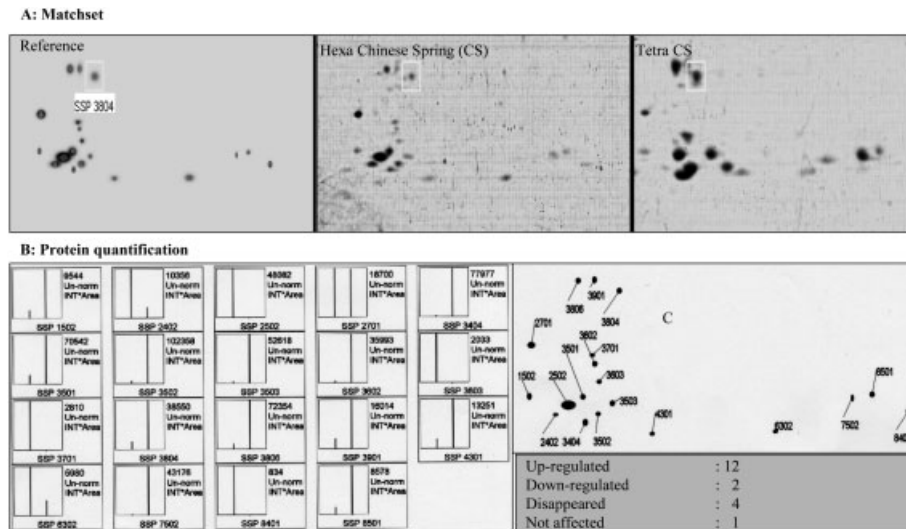 A: Matchset
Reference
Hexa Chinese Spring (CS)
Tetra CS
SSP 3804
B: Protein quantification
9544
Un-norm
INT*Area
SSP 1502
10356
Un-norm
INT*Area
SSP 2402
Un-norm
INT*Area
SSP 2502
16700
Un-norm
INT*Area
SSP 2701
77977
Un-norm
INT*Area
SSP 3404
70542
Un-norm
INT*Area
SSP 3501
102358
Un-norm
INT*Area
SSP 3502
52618
Un-norm
INT*Area
SSP 3503
35993
Un-norm
INT*Area
SSP 3602
2033
Un-norm
INT*Area
SSP 3603
2810
Un-norm
INT*Area
SSP 3701
38550
Un-norm
INT*Area
SSP 3804
72354
Un-norm
INT*Area
SSP 3806
Un-norm
INT*Area
SSP 3901
13251
Un-norm
INT*Area
SSP 4301
6980
Un-norm
INT*Area
SSP 6302
43176
Un-norm
INT*Area
SSP 7502
834
Un-norm
INT*Area
SSP 8401
8578
Un-norm
INT*Area
SSP 8501
C
3806
3901
3804
2701
3602
3501
3701
1502
2502
3603
3503
6501
2402
3404
3502
4301
6302
7502
Up-regulated : 12
Down-regulated : 2
Disappeared : 4
Not affected : 1